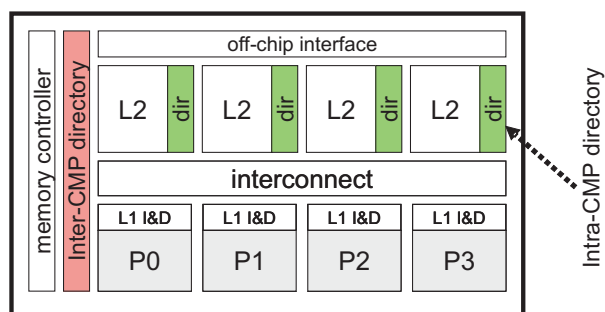 off-chip interface
memory controller
Inter-CMP directory
L2
dir
L2
dir
L2
dir
L2
dir
Intra-CMP directory
interconnect
L1 I&D
L1 I&D
L1 I&D
L1 I&D
P0
P1
P2
P3